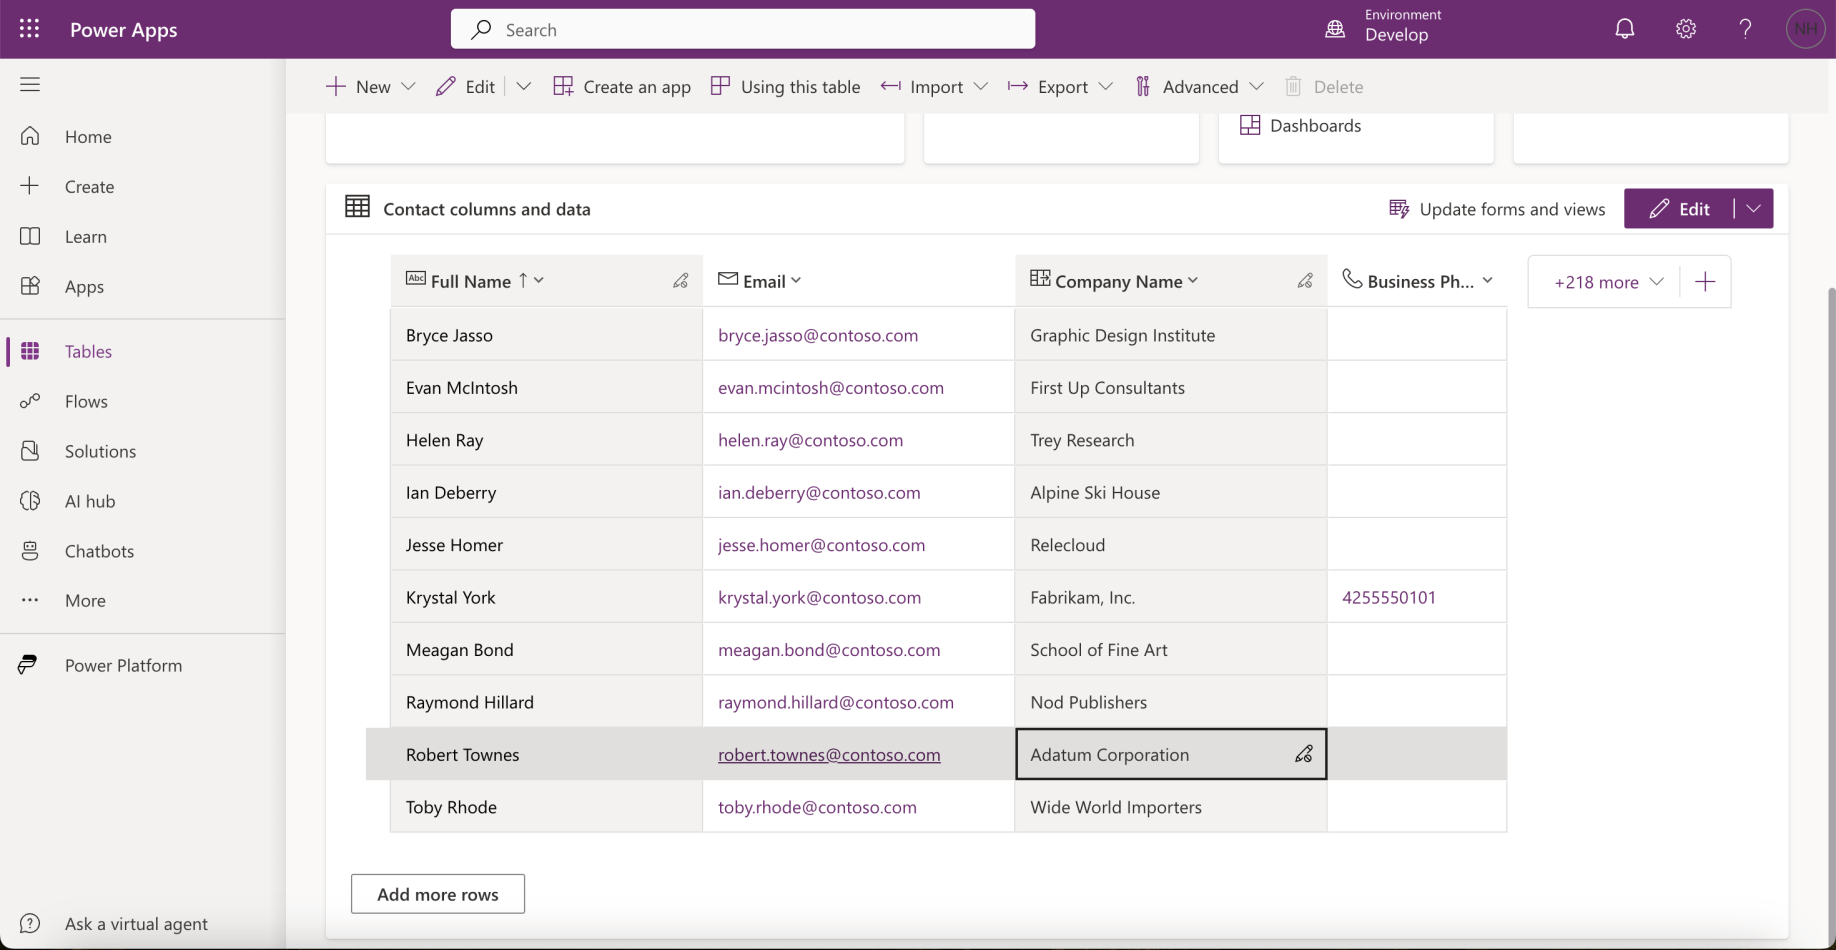 Power Apps
Search
Environment
Develop
NH
New
Edit
Create an app
Using this table
Import
Export
Advanced
Delete
Home
Create
Learn
Apps
Tables
Flows
Solutions
AI hub
Chatbots
More
Power Platform
Ask a virtual agent
Dashboards
Contact columns and data
Update forms and views
Edit
Abc Full Name ↑ Email Company Name Business Ph... +218 more
Bryce Jasso bryce.jasso@contoso.com Graphic Design Institute
Evan McIntosh evan.mcintosh@contoso.com First Up Consultants
Helen Ray helen.ray@contoso.com Trey Research
Ian Deberry ian.deberry@contoso.com Alpine Ski House
Jesse Homer jesse.homer@contoso.com Relecloud
Krystal York krystal.york@contoso.com Fabrikam, Inc. 4255550101
Meagan Bond meagan.bond@contoso.com School of Fine Art
Raymond Hillard raymond.hillard@contoso.com Nod Publishers
Robert Townes robert.townes@contoso.com Adatum Corporation
Toby Rhode toby.rhode@contoso.com Wide World Importers
Add more rows